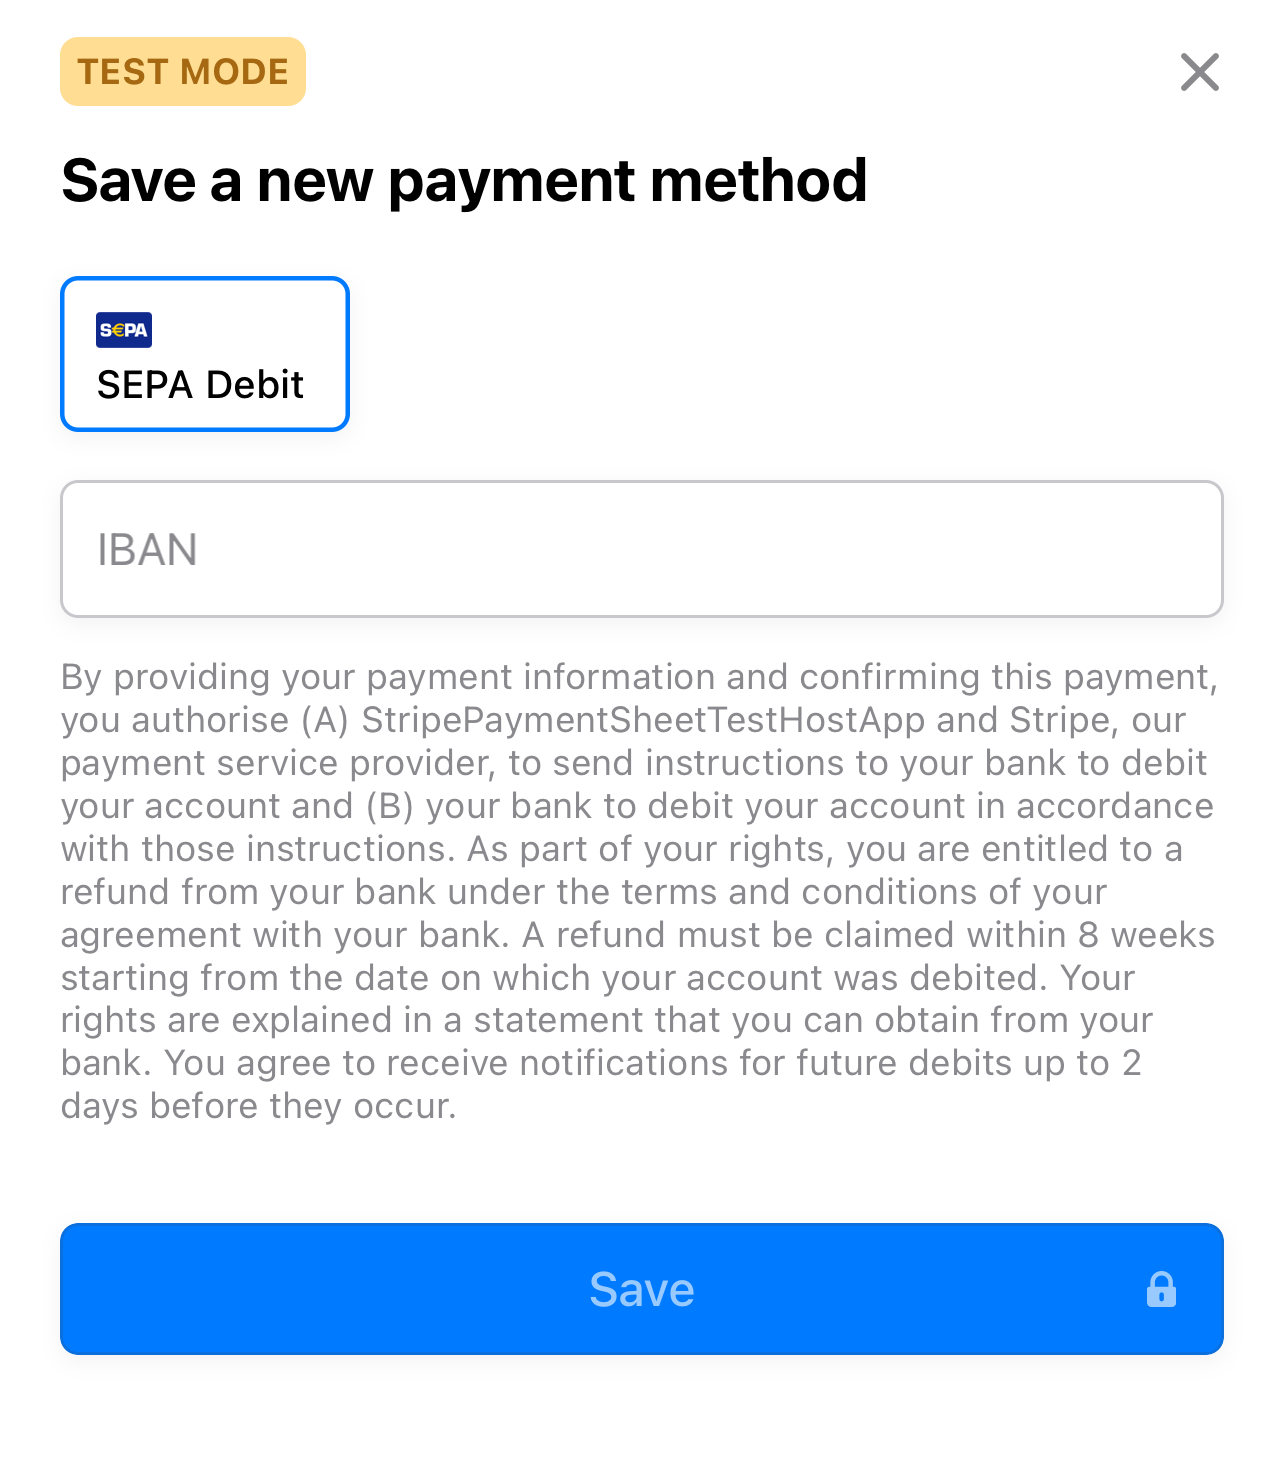 TEST MODE
Save a new payment method
S€PA
SEPA Debit
IBAN
By providing your payment information and confirming this payment,
you authorise (A) StripePaymentSheetTestHostApp and Stripe, our
payment service provider, to send instructions to your bank to debit
your account and (B) your bank to debit your account in accordance
with those instructions. As part of your rights, you are entitled to a
refund from your bank under the terms and conditions of your
agreement with your bank. A refund must be claimed within 8 weeks
starting from the date on which your account was debited. Your
rights are explained in a statement that you can obtain from your
bank. You agree to receive notifications for future debits up to 2
days before they occur.
Save